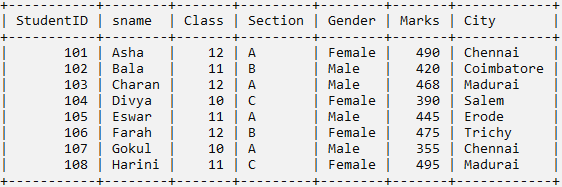 +-----------+---------+-------+---------+--------+-------+------------+
| StudentID | sname   | Class | Section | Gender | Marks | City       |
+-----------+---------+-------+---------+--------+-------+------------+
|       101 | Asha    |    12 | A       | Female |   490 | Chennai    |
|       102 | Bala    |    11 | B       | Male   |   420 | Coimbatore |
|       103 | Charan  |    12 | A       | Male   |   468 | Madurai    |
|       104 | Divya   |    10 | C       | Female |   390 | Salem      |
|       105 | Eswar   |    11 | A       | Male   |   445 | Erode      |
|       106 | Farah   |    12 | B       | Female |   475 | Trichy     |
|       107 | Gokul   |    10 | A       | Male   |   355 | Chennai    |
|       108 | Harini  |    11 | C       | Female |   495 | Madurai    |
+-----------+---------+-------+---------+--------+-------+------------+